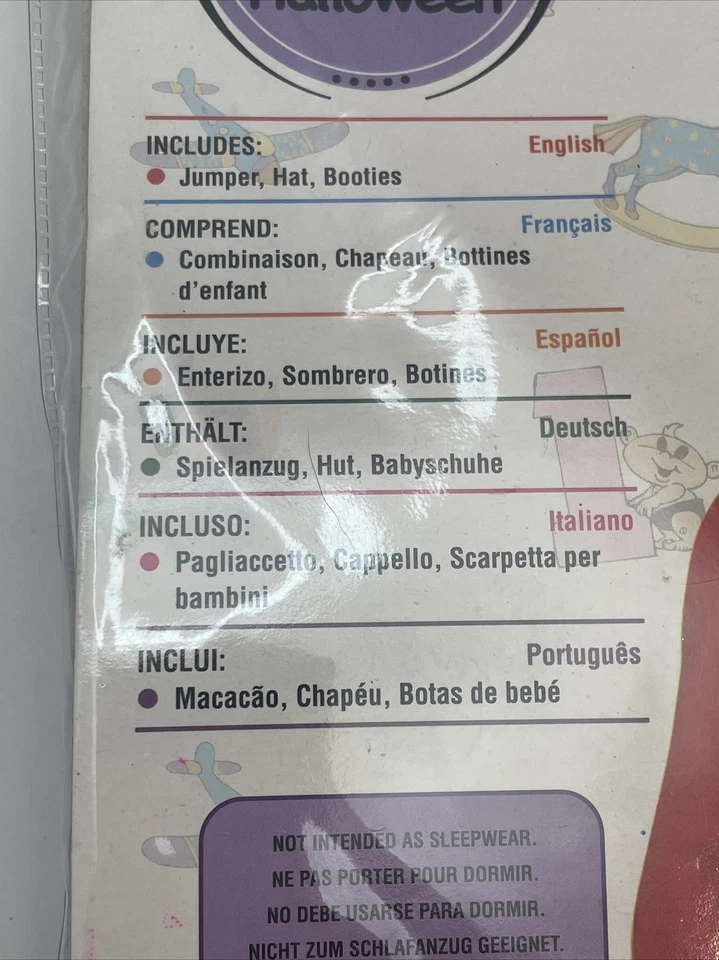 Halloween
INCLUDES:
English
• Jumper, Hat, Booties
COMPREND:
Français
• Combinaison, Chapeau, Bottines
d'enfant
INCLUYE:
Español
• Enterizo, Sombrero, Botines
ENTHÄLT:
Deutsch
• Spielanzug, Hut, Babyschuhe
INCLUSO:
Italiano
• Pagliaccetto, Cappello, Scarpetta per
bambini
INCLUI:
Português
• Macacão, Chapéu, Botas de bebé
NOT INTENDED AS SLEEPWEAR.
NE PAS PORTER POUR DORMIR.
NO DEBE USARSE PARA DORMIR.
NICHT ZUM SCHLAFANZUG GEEIGNET.